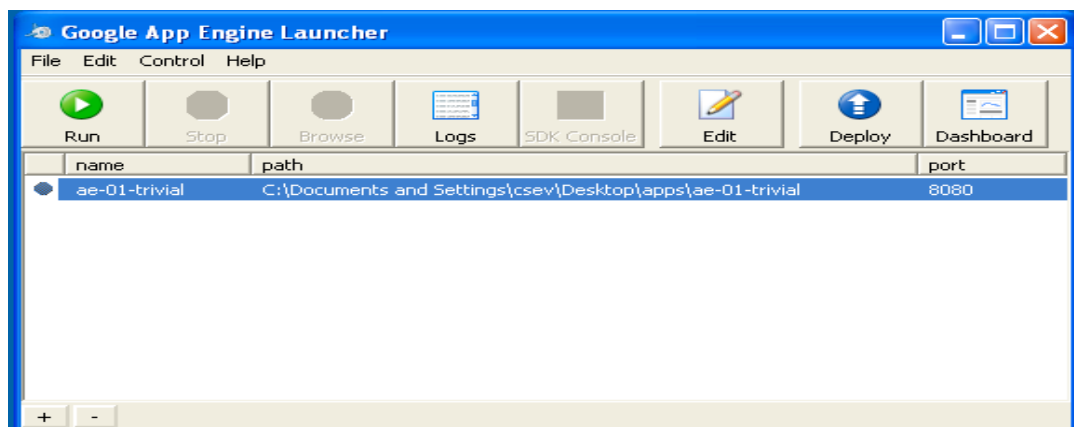 Google App Engine Launcher
File Edit Control Help
Run Stop Browse Logs SDK Console Edit Deploy Dashboard
name path port
ae-01-trivial C:\Documents and Settings\csev\Desktop\apps\ae-01-trivial 8080
+ -